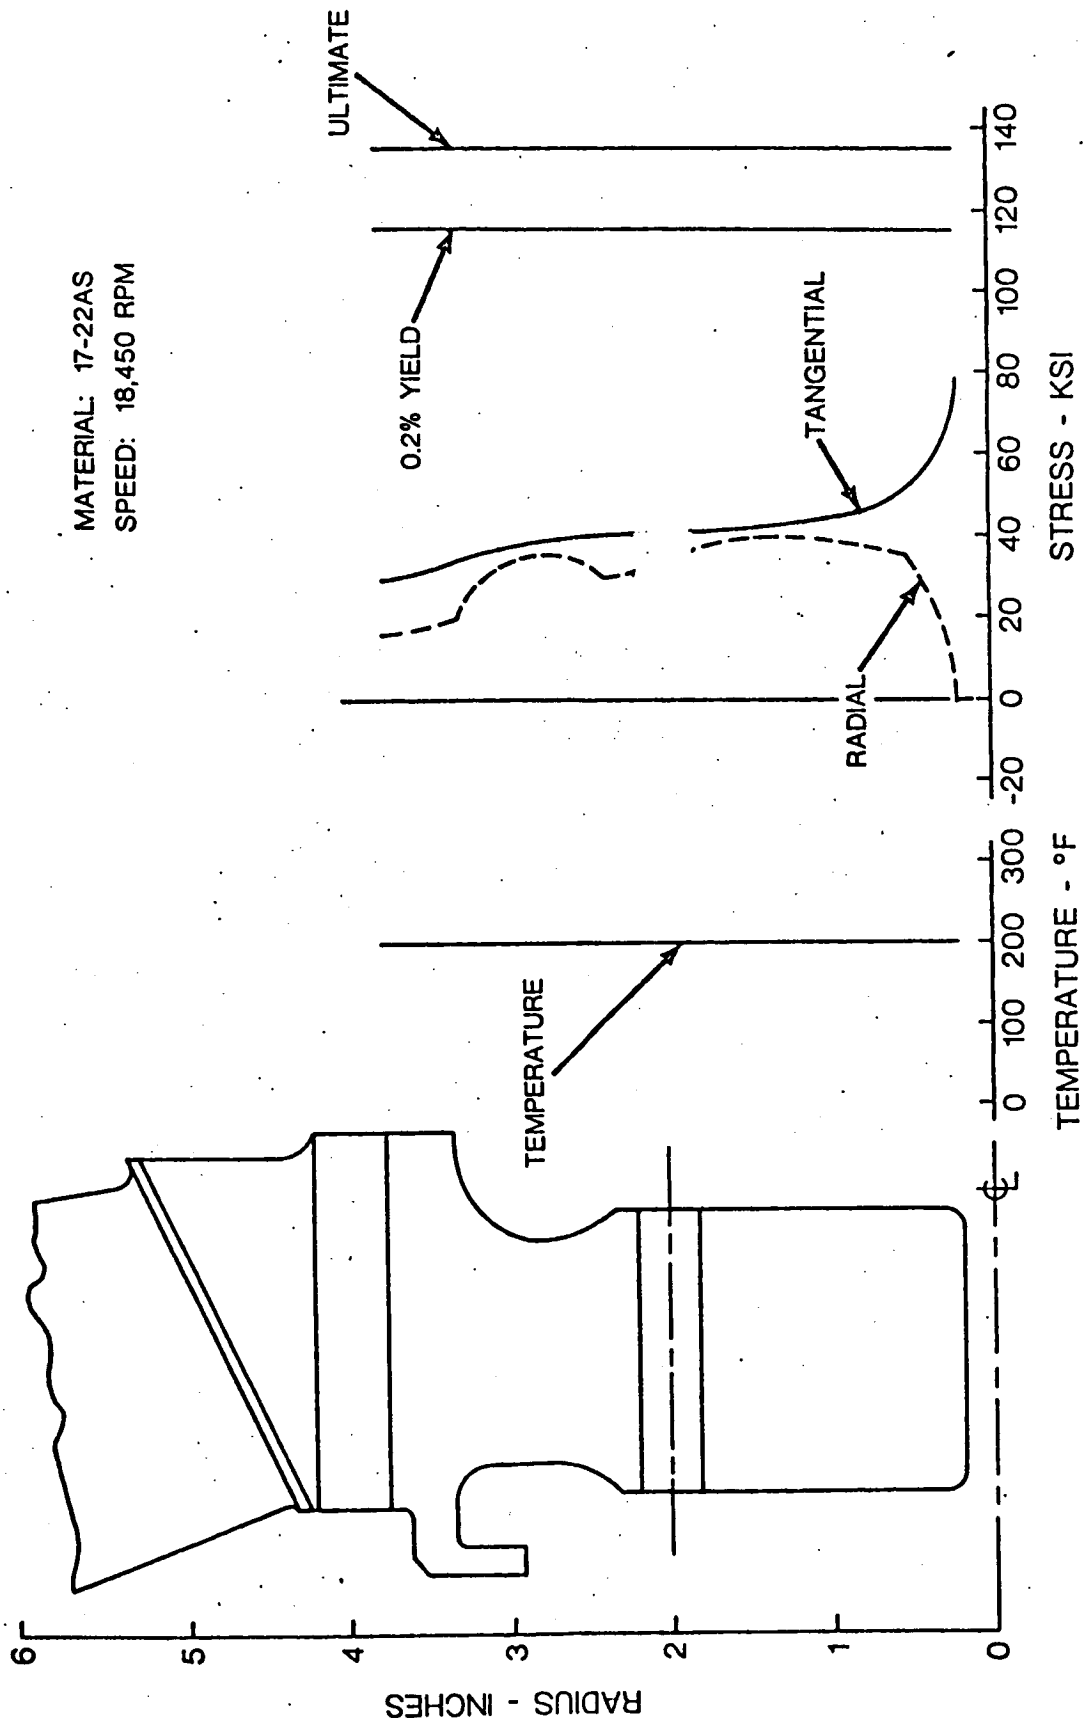 MATERIAL: 17-22AS
SPEED: 18,450 RPM
ULTIMATE
0.2% YIELD
TANGENTIAL
RADIAL
TEMPERATURE
RADIUS - INCHES
6
5
4
3
2
1
0
0 100 200 300
TEMPERATURE - °F
-20 0 20 40 60 80 100 120 140
STRESS - KSI